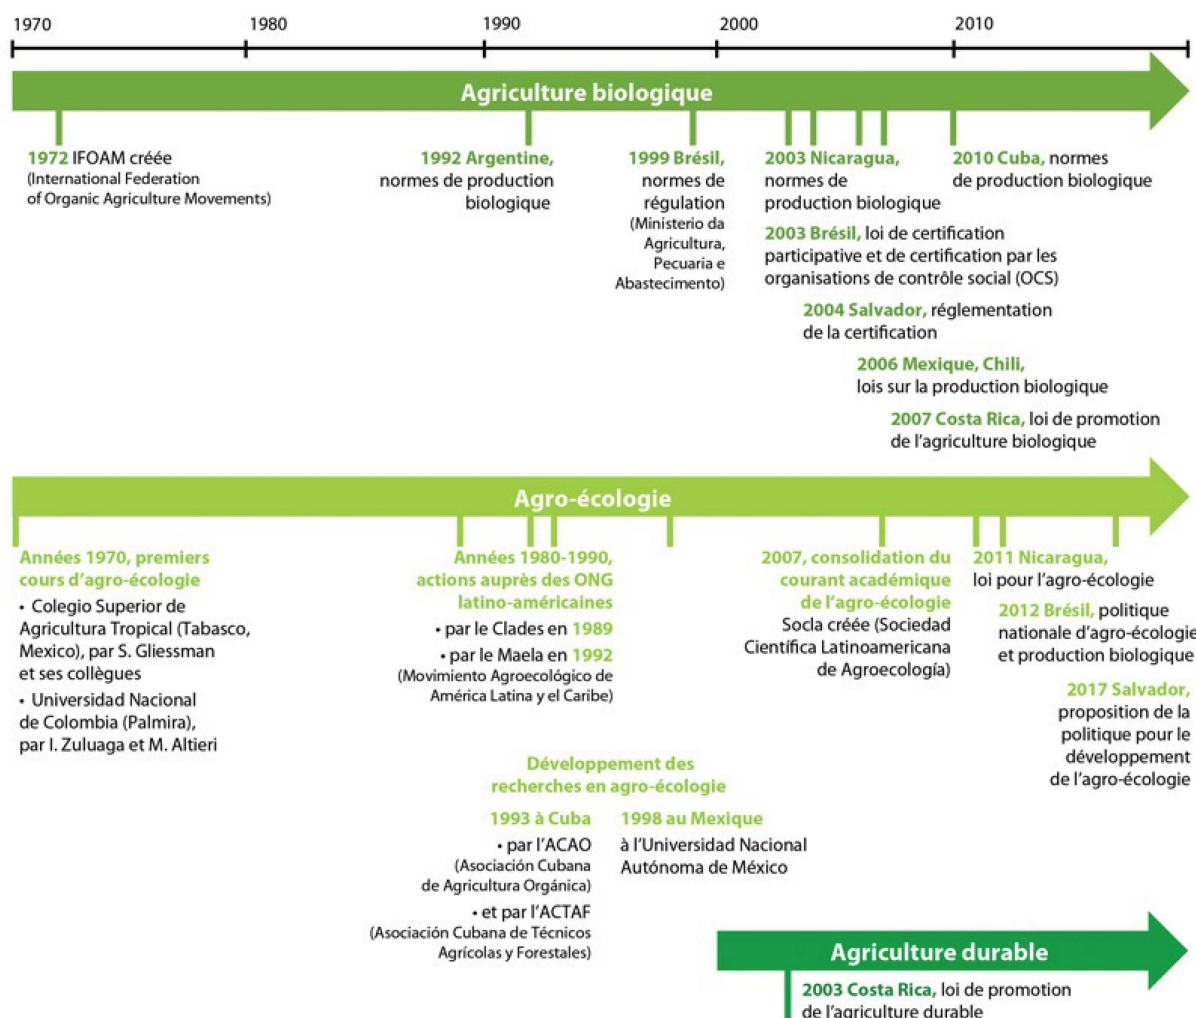 1970
1980
1990
2000
2010
Agriculture biologique
1972 IFOAM créée
(International Federation
of Organic Agriculture Movements)
1992 Argentine,
normes de production
biologique
1999 Brésil,
normes de
régulation
(Ministerio da
Agricultura,
Pecuaria e
Abastecimento)
2003 Nicaragua,
normes de
production biologique
2003 Brésil, loi de certification
participative et de certification par les
organisations de contrôle social (OCS)
2004 Salvador, réglementation
de la certification
2006 Mexique, Chili,
lois sur la production biologique
2007 Costa Rica, loi de promotion
de l'agriculture biologique
2010 Cuba, normes
de production biologique
Agro-écologie
Années 1970, premiers
cours d'agro-écologie
• Colegio Superior de
Agricultura Tropical (Tabasco,
Mexico), par S. Gliessman
et ses collègues
• Universidad Nacional
de Colombia (Palmira),
par I. Zuluaga et M. Altieri
Années 1980-1990,
actions auprès des ONG
latino-américaines
• par le Clades en 1989
• par le Maela en 1992
(Movimiento Agroecológico de
América Latina y el Caribe)
Développement des
recherches en agro-écologie
1993 à Cuba
• par l'ACAO
(Asociación Cubana
de Agricultura Orgánica)
• et par l'ACTAF
(Asociación Cubana de Técnicos
Agrícolas y Forestales)
1998 au Mexique
à l'Universidad Nacional
Autónoma de México
2007, consolidation du
courant académique
de l'agro-écologie
Socla créée (Sociedad
Científica Latinoamericana
de Agroecología)
2011 Nicaragua,
loi pour l'agro-écologie
2012 Brésil, politique
nationale d'agro-écologie
et production biologique
2017 Salvador,
proposition de la
politique pour le
développement
de l'agro-écologie
Agriculture durable
2003 Costa Rica, loi de promotion
de l'agriculture durable